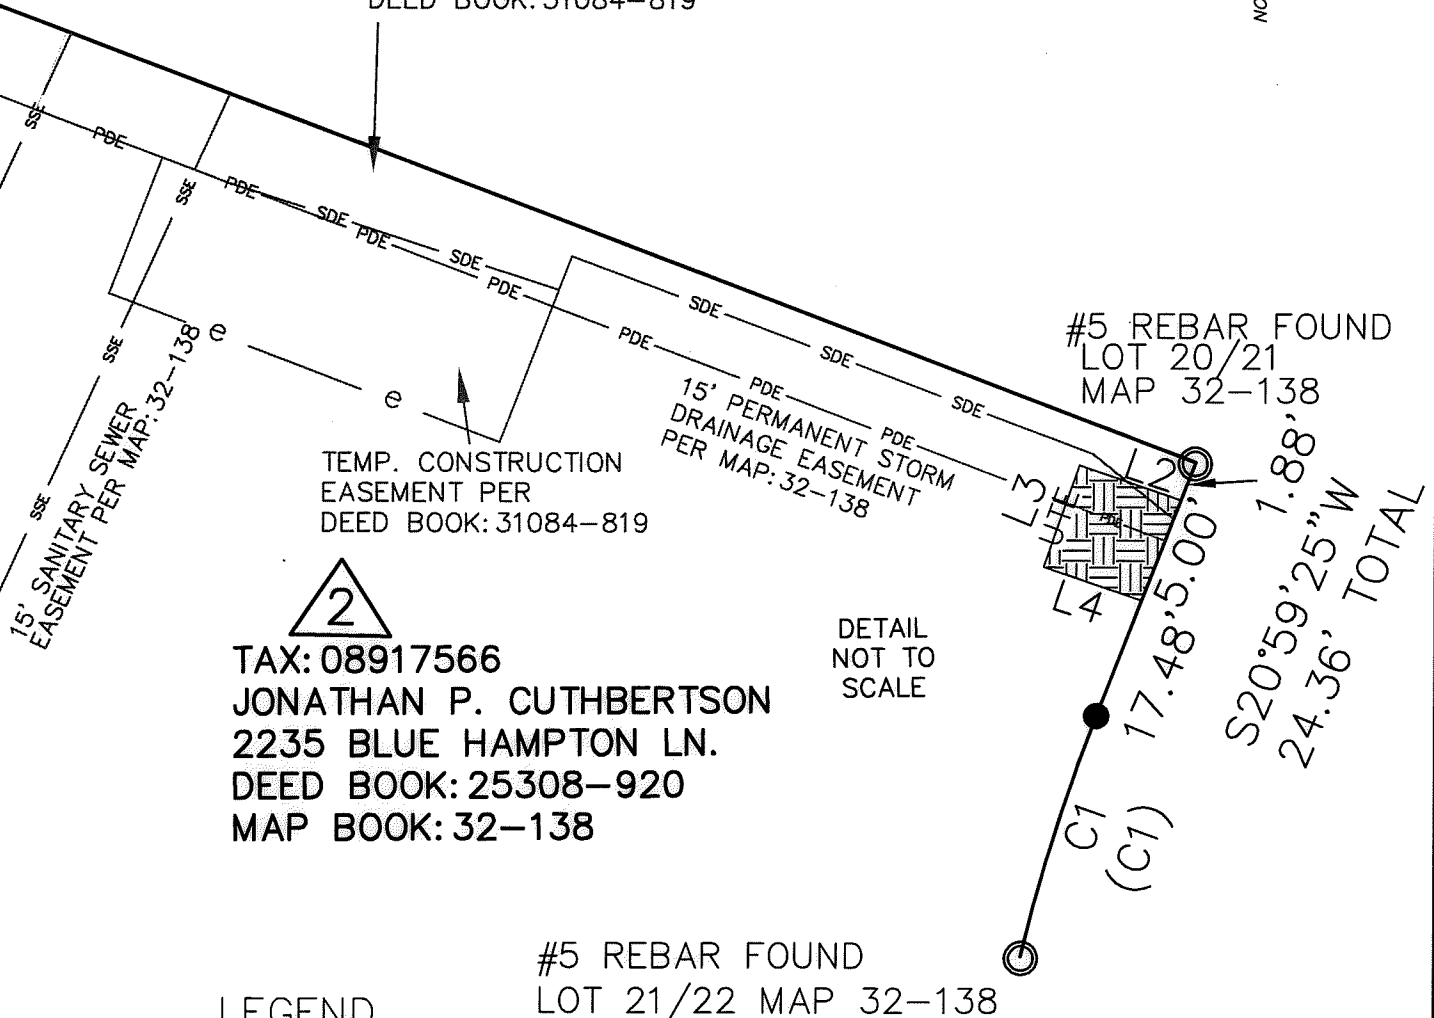 DEED BOOK: 31084-819
NO
SSE
PDE
SSE
PDE
SDE
PDE
SDE
PDE
SDE
PDE
SDE
PDE
SDE
PDE
#5 REBAR FOUND
LOT 20/21
MAP 32-138
SSE
e
e
15' PERMANENT STORM
DRAINAGE EASEMENT
PER MAP: 32-138
L2
L3
UTE
PDE
L4
1.88'
5.00'
17.48'
S20°59'25"W
24.36' TOTAL
TEMP. CONSTRUCTION
EASEMENT PER
DEED BOOK: 31084-819
SSE
15' SANITARY SEWER
EASEMENT PER MAP: 32-138
2
TAX: 08917566
JONATHAN P. CUTHBERTSON
2235 BLUE HAMPTON LN.
DEED BOOK: 25308-920
MAP BOOK: 32-138
DETAIL
NOT TO
SCALE
C1
(C1)
#5 REBAR FOUND
LOT 21/22 MAP 32-138
LEGEND